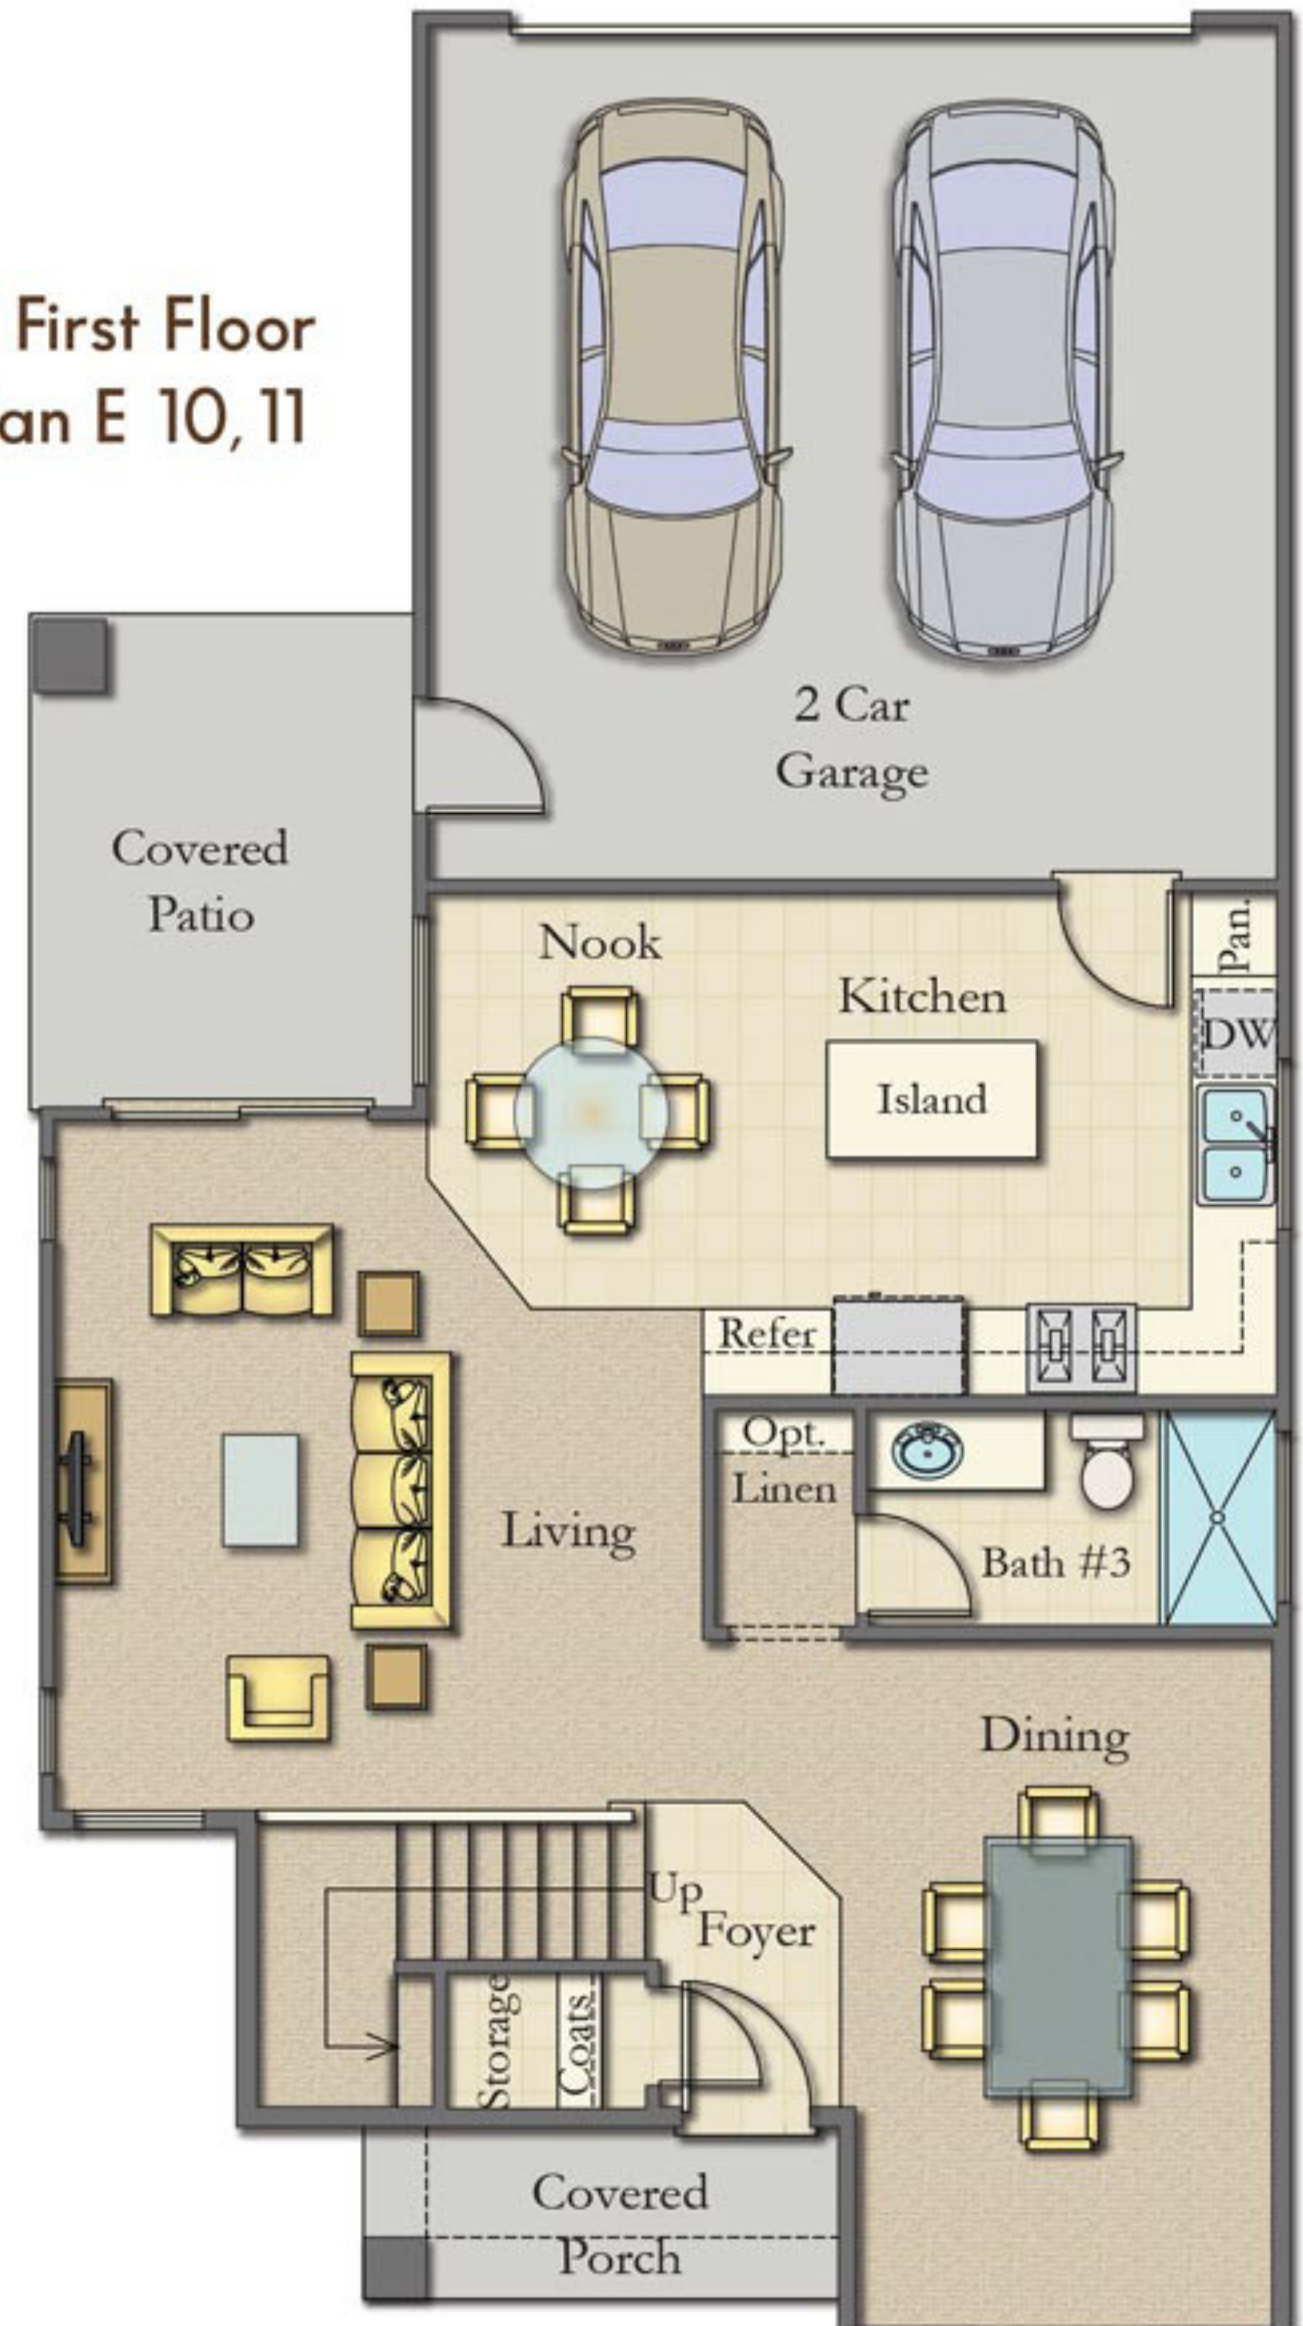 First Floor
an E 10, 11
2 Car
Garage
Covered
Patio
Nook
Kitchen
Island
Pan.
DW
Refer
Opt.
Linen
Bath #3
Living
Dining
Up
Foyer
Storage
Coats
Covered
Porch